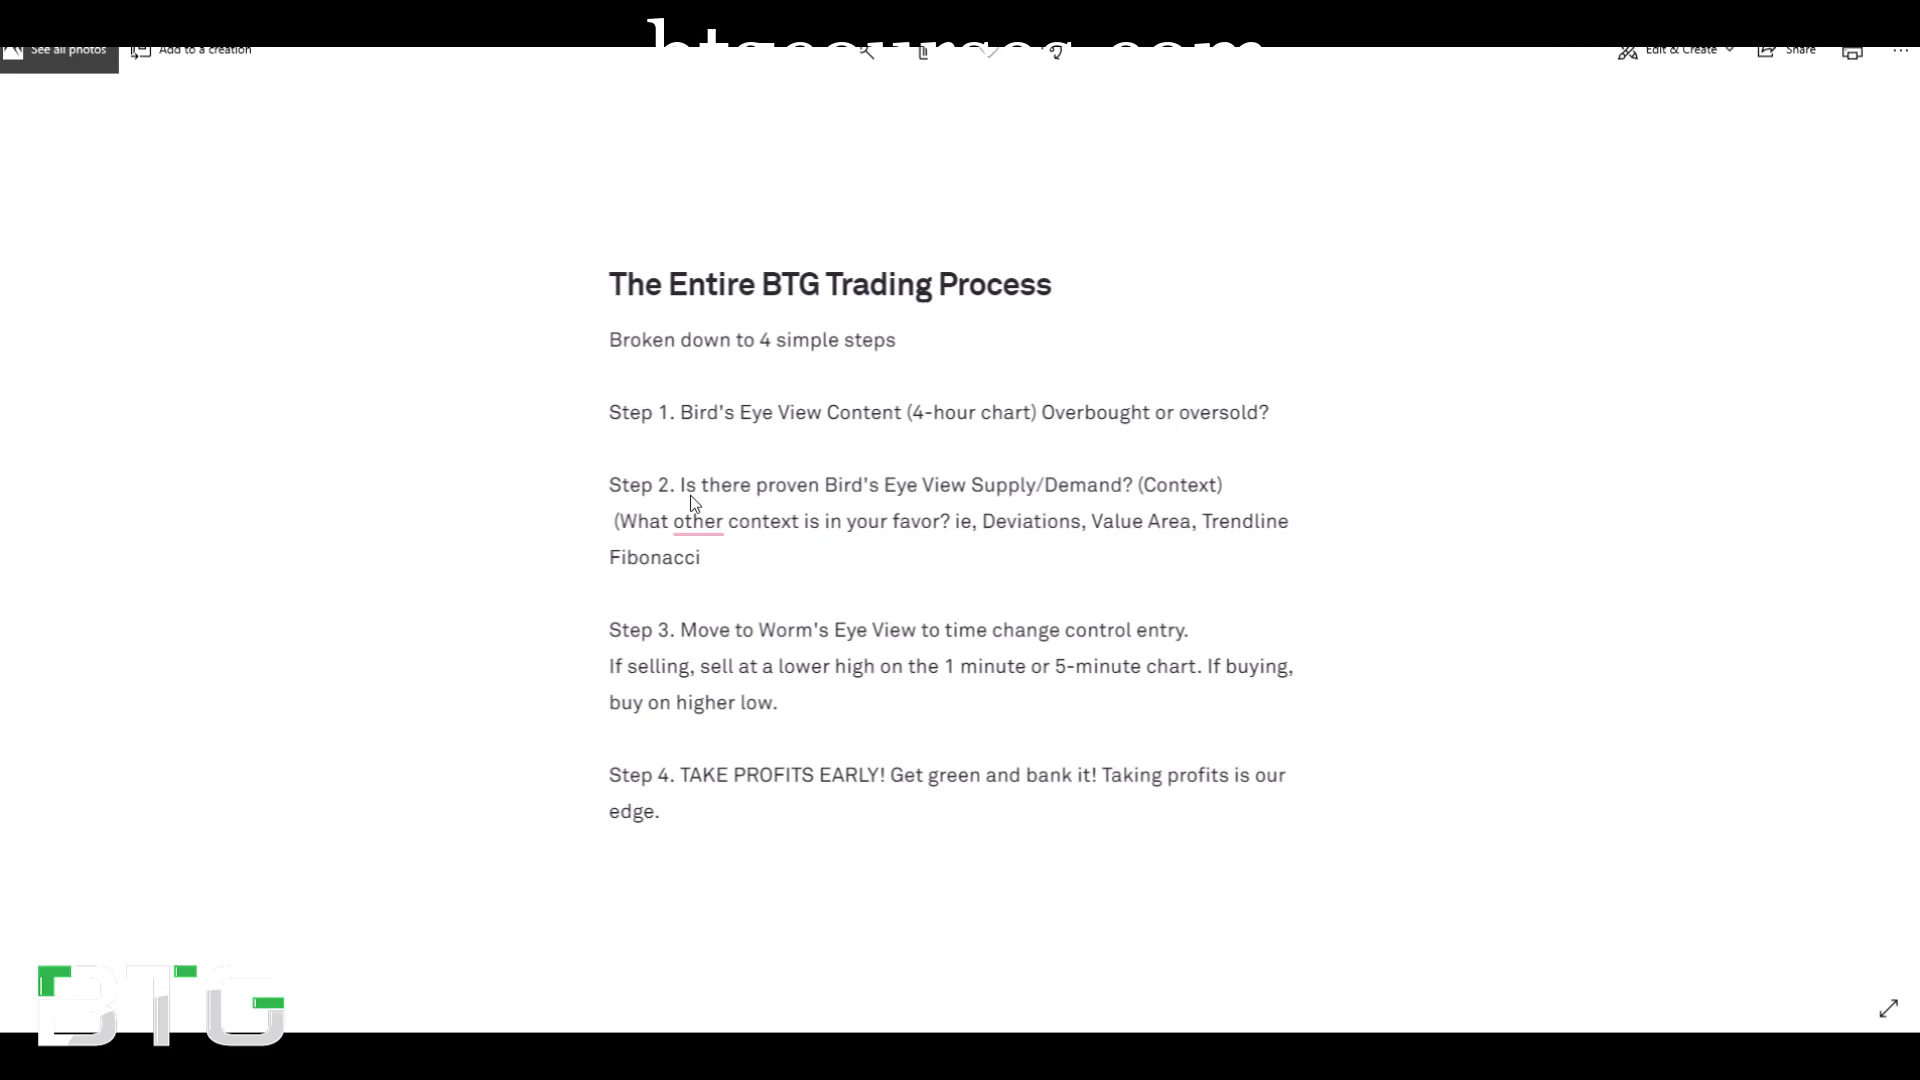 btgcourses.com
See all photos
Add to a creation
Edit & Create
Share
The Entire BTG Trading Process
Broken down to 4 simple steps
Step 1. Bird's Eye View Content (4-hour chart) Overbought or oversold?
Step 2. Is there proven Bird's Eye View Supply/Demand? (Context)
(What other context is in your favor? ie, Deviations, Value Area, Trendline
Fibonacci
Step 3. Move to Worm's Eye View to time change control entry.
If selling, sell at a lower high on the 1 minute or 5-minute chart. If buying,
buy on higher low.
Step 4. TAKE PROFITS EARLY! Get green and bank it! Taking profits is our
edge.
BTG